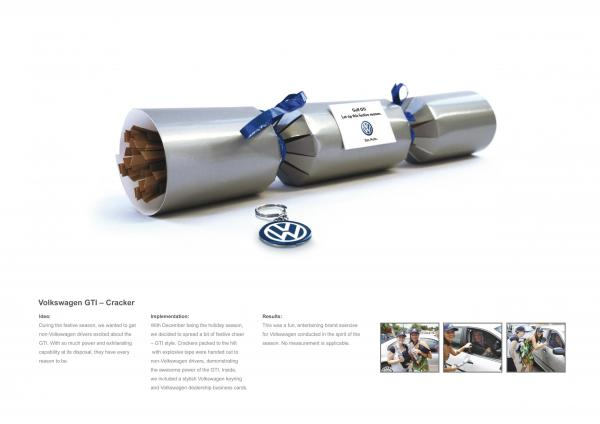 Golf GTI
Let rip this festive season.
Volkswagen GTI – Cracker
Idea:
During the festive season, we wanted to get
non-Volkswagen drivers excited about the
GTI. With so much power and exhilarating
capability at its disposal, they have every
reason to be.
Implementation:
With December being the holiday season,
we decided to spread a bit of festive cheer
– GTI style. Crackers packed to the hilt
with explosive tape were handed out to
non-Volkswagen drivers, demonstrating
the awesome power of the GTI. Inside,
we included a stylish Volkswagen keyring
and Volkswagen dealership business cards.
Results:
This was a fun, entertaining brand exercise
for Volkswagen conducted in the spirit of the
season. No measurement is applicable.